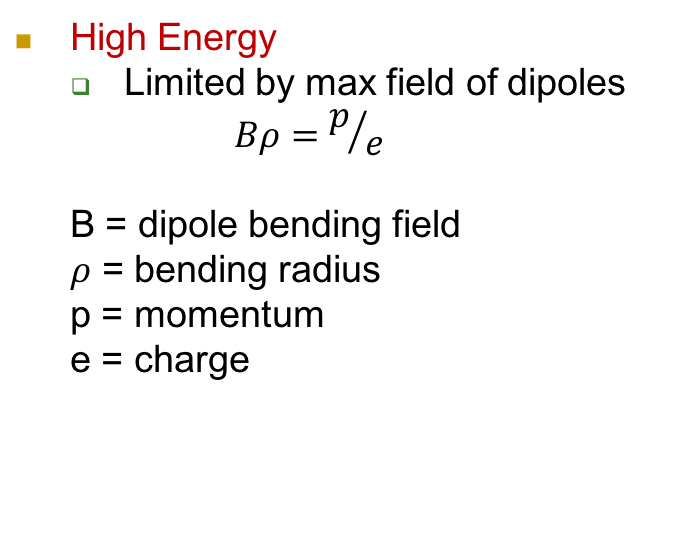 High Energy
Limited by max field of dipoles
𝐵𝜌 = 𝑝/𝑒
B = dipole bending field
𝜌 = bending radius
p = momentum
e = charge